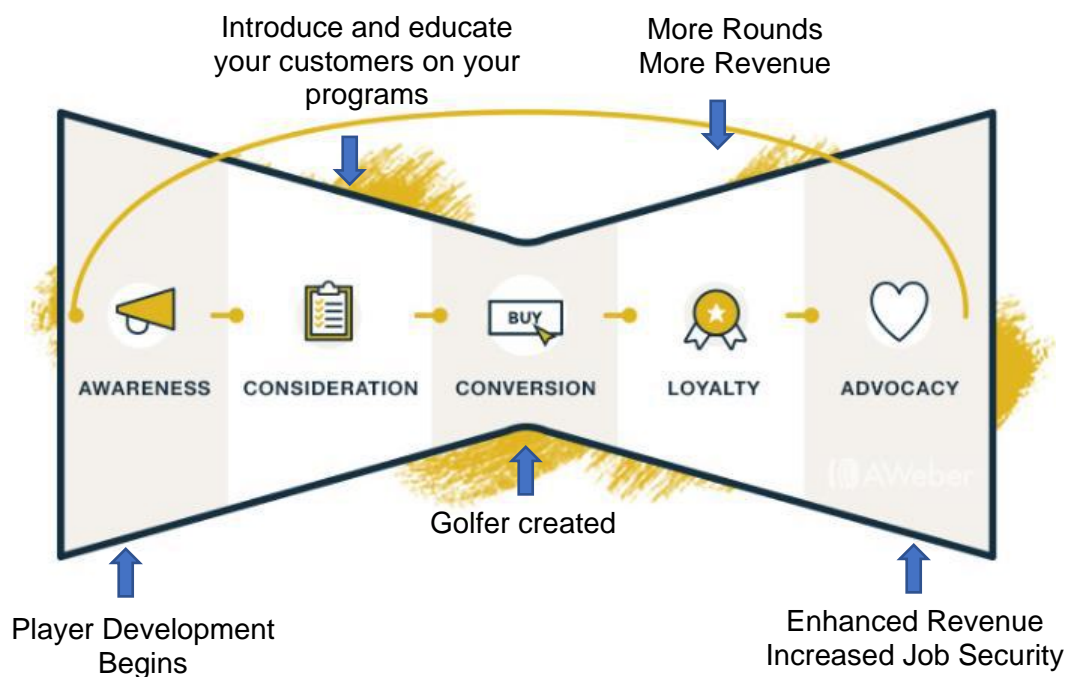 Introduce and educate
your customers on your
programs
More Rounds
More Revenue
BUY
AWARENESS
CONSIDERATION
CONVERSION
LOYALTY
ADVOCACY
AWeber
Golfer created
Player Development
Begins
Enhanced Revenue
Increased Job Security